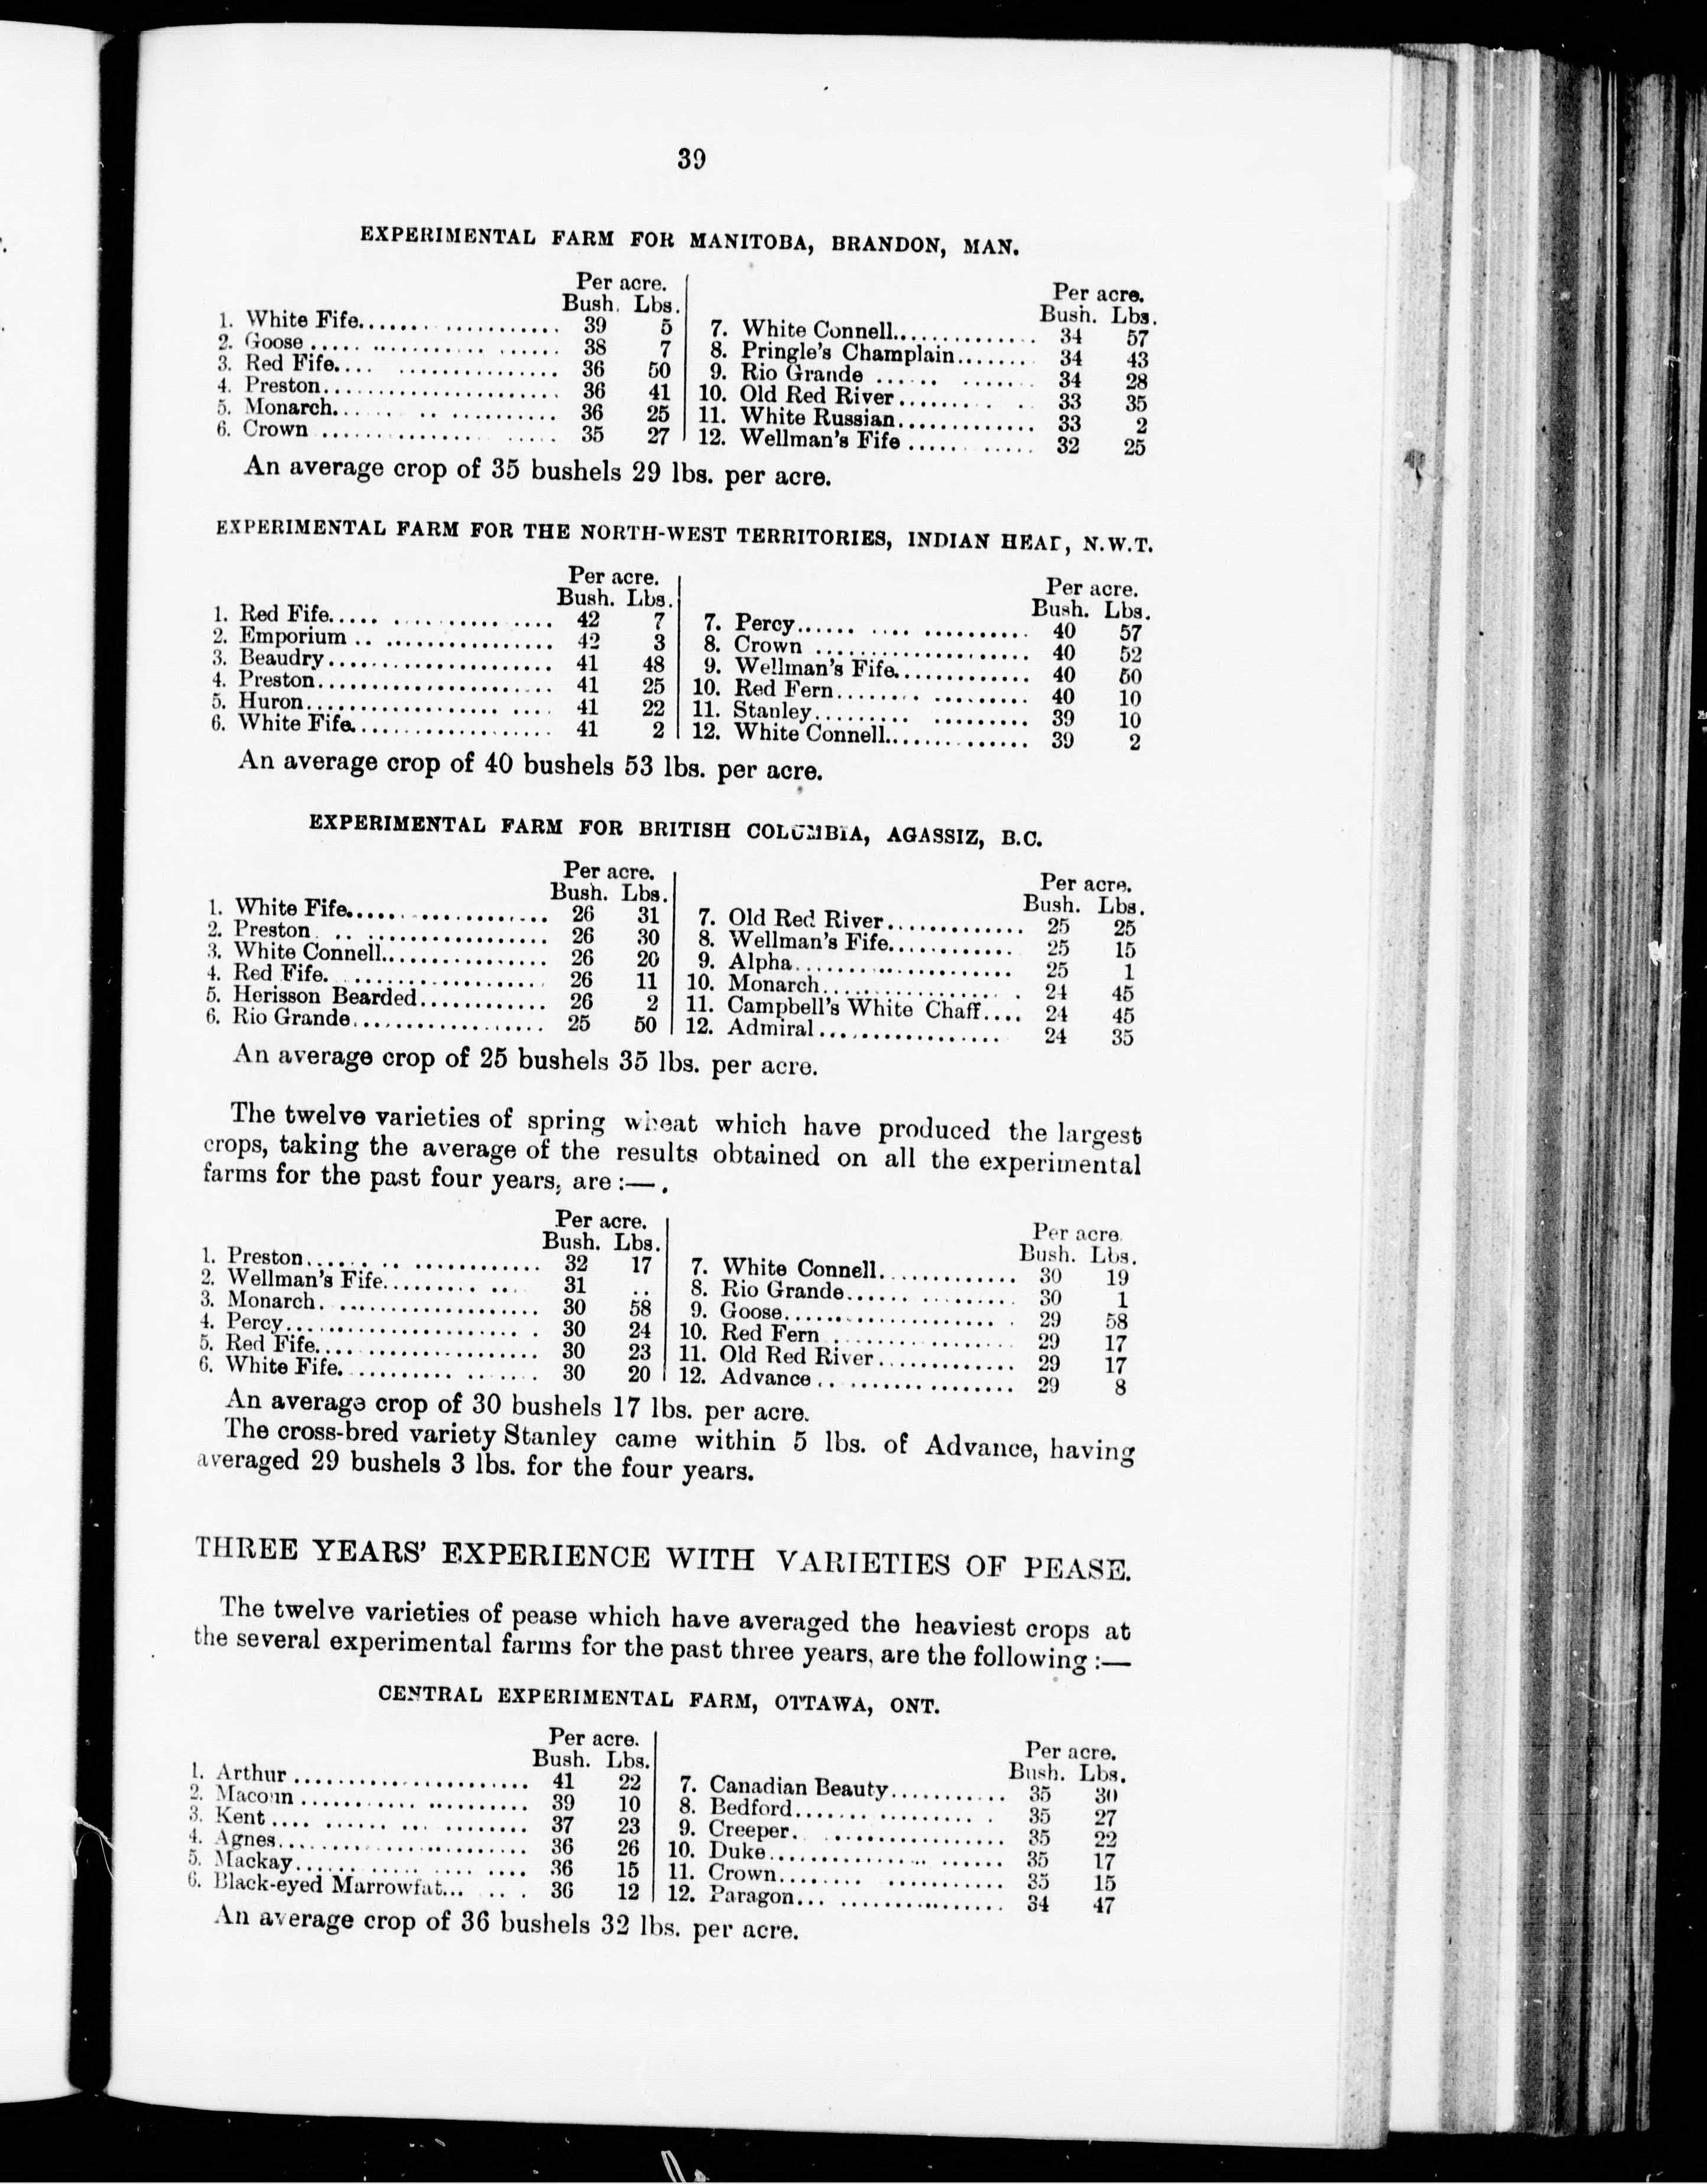 39
EXPERIMENTAL FARM FOR MANITOBA, BRANDON, MAN.
Per acre.
Bush. Lbs.
1. White Fife 39 5
2. Goose 38 7
3. Red Fife 36 50
4. Preston 36 41
5. Monarch 36 25
6. Crown 35 27
Per acre.
Bush. Lbs.
7. White Connell 34 57
8. Pringle's Champlain 34 43
9. Rio Grande 34 28
10. Old Red River 33 35
11. White Russian 33 2
12. Wellman's Fife 32 25
An average crop of 35 bushels 29 lbs. per acre.
EXPERIMENTAL FARM FOR THE NORTH-WEST TERRITORIES, INDIAN HEAD, N.W.T.
Per acre.
Bush. Lbs.
1. Red Fife 42 7
2. Emporium 42 3
3. Beaudry 41 48
4. Preston 41 25
5. Huron 41 22
6. White Fife 41 2
Per acre.
Bush. Lbs.
7. Percy 40 57
8. Crown 40 52
9. Wellman's Fife 40 50
10. Red Fern 40 10
11. Stanley 39 10
12. White Connell 39 2
An average crop of 40 bushels 53 lbs. per acre.
EXPERIMENTAL FARM FOR BRITISH COLUMBIA, AGASSIZ, B.C.
Per acre.
Bush. Lbs.
1. White Fife 26 31
2. Preston 26 30
3. White Connell 26 20
4. Red Fife 26 11
5. Herisson Bearded 26 2
6. Rio Grande 25 50
Per acre.
Bush. Lbs.
7. Old Red River 25 25
8. Wellman's Fife 25 15
9. Alpha 25 1
10. Monarch 24 45
11. Campbell's White Chaff 24 45
12. Admiral 24 35
An average crop of 25 bushels 35 lbs. per acre.
The twelve varieties of spring wheat which have produced the largest
crops, taking the average of the results obtained on all the experimental
farms for the past four years, are :—
Per acre.
Bush. Lbs.
1. Preston 32 17
2. Wellman's Fife 31 ..
3. Monarch 30 58
4. Percy 30 24
5. Red Fife 30 23
6. White Fife 30 20
Per acre.
Bush. Lbs.
7. White Connell 30 19
8. Rio Grande 30 1
9. Goose 29 58
10. Red Fern 29 17
11. Old Red River 29 17
12. Advance 29 8
An average crop of 30 bushels 17 lbs. per acre.
The cross-bred variety Stanley came within 5 lbs. of Advance, having
averaged 29 bushels 3 lbs. for the four years.
THREE YEARS' EXPERIENCE WITH VARIETIES OF PEASE.
The twelve varieties of pease which have averaged the heaviest crops at
the several experimental farms for the past three years, are the following :—
CENTRAL EXPERIMENTAL FARM, OTTAWA, ONT.
Per acre.
Bush. Lbs.
1. Arthur 41 22
2. Macoun 39 10
3. Kent 37 23
4. Agnes 36 26
5. Mackay 36 15
6. Black-eyed Marrowfat 36 12
Per acre.
Bush. Lbs.
7. Canadian Beauty 35 30
8. Bedford 35 27
9. Creeper 35 22
10. Duke 35 17
11. Crown 35 15
12. Paragon 34 47
An average crop of 36 bushels 32 lbs. per acre.